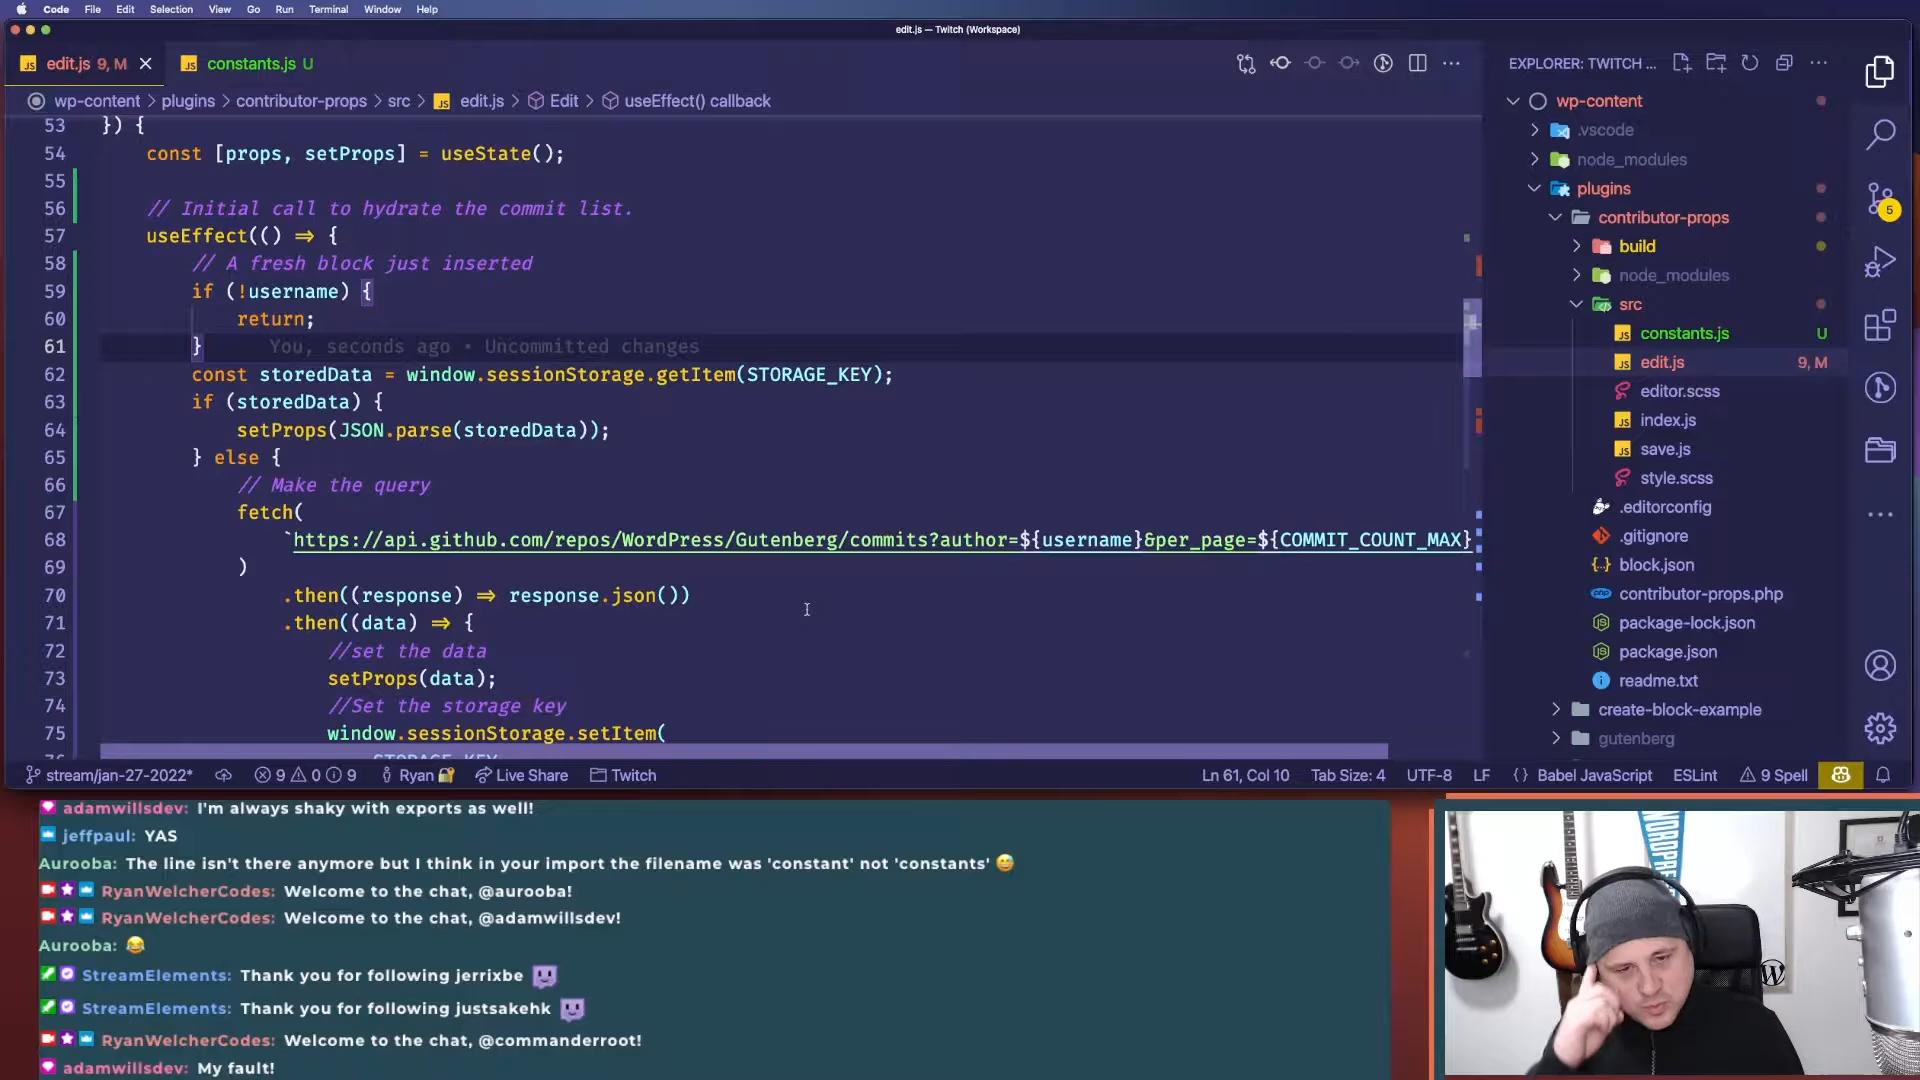 Code File Edit Selection View Go Run Terminal Window Help
edit.js — Twitch (Workspace)
edit.js 9, M
constants.js U
EXPLORER: TWITCH ...
wp-content > plugins > contributor-props > src > edit.js > Edit > useEffect() callback
53 }) {
54 const [props, setProps] = useState();
55
56 // Initial call to hydrate the commit list.
57 useEffect(() => {
58 // A fresh block just inserted
59 if (!username) {
60 return;
61 } You, seconds ago • Uncommitted changes
62 const storedData = window.sessionStorage.getItem(STORAGE_KEY);
63 if (storedData) {
64 setProps(JSON.parse(storedData));
65 } else {
66 // Make the query
67 fetch(
68 `https://api.github.com/repos/WordPress/Gutenberg/commits?author=${username}&per_page=${COMMIT_COUNT_MAX}
69 )
70 .then((response) => response.json())
71 .then((data) => {
72 //set the data
73 setProps(data);
74 //Set the storage key
75 window.sessionStorage.setItem(
wp-content
.vscode
node_modules
plugins
contributor-props
build
node_modules
src
constants.js U
edit.js 9, M
editor.scss
index.js
save.js
style.scss
.editorconfig
.gitignore
block.json
contributor-props.php
package-lock.json
package.json
readme.txt
create-block-example
gutenberg
5
stream/jan-27-2022* 9 0 9 Ryan Live Share Twitch
Ln 61, Col 10 Tab Size: 4 UTF-8 LF Babel JavaScript ESLint 9 Spell
adamwillsdev: I'm always shaky with exports as well!
jeffpaul: YAS
Aurooba: The line isn't there anymore but I think in your import the filename was 'constant' not 'constants' 😅
RyanWelcherCodes: Welcome to the chat, @aurooba!
RyanWelcherCodes: Welcome to the chat, @adamwillsdev!
Aurooba: 😂
StreamElements: Thank you for following jerrixbe
StreamElements: Thank you for following justsakehk
RyanWelcherCodes: Welcome to the chat, @commanderroot!
adamwillsdev: My fault!